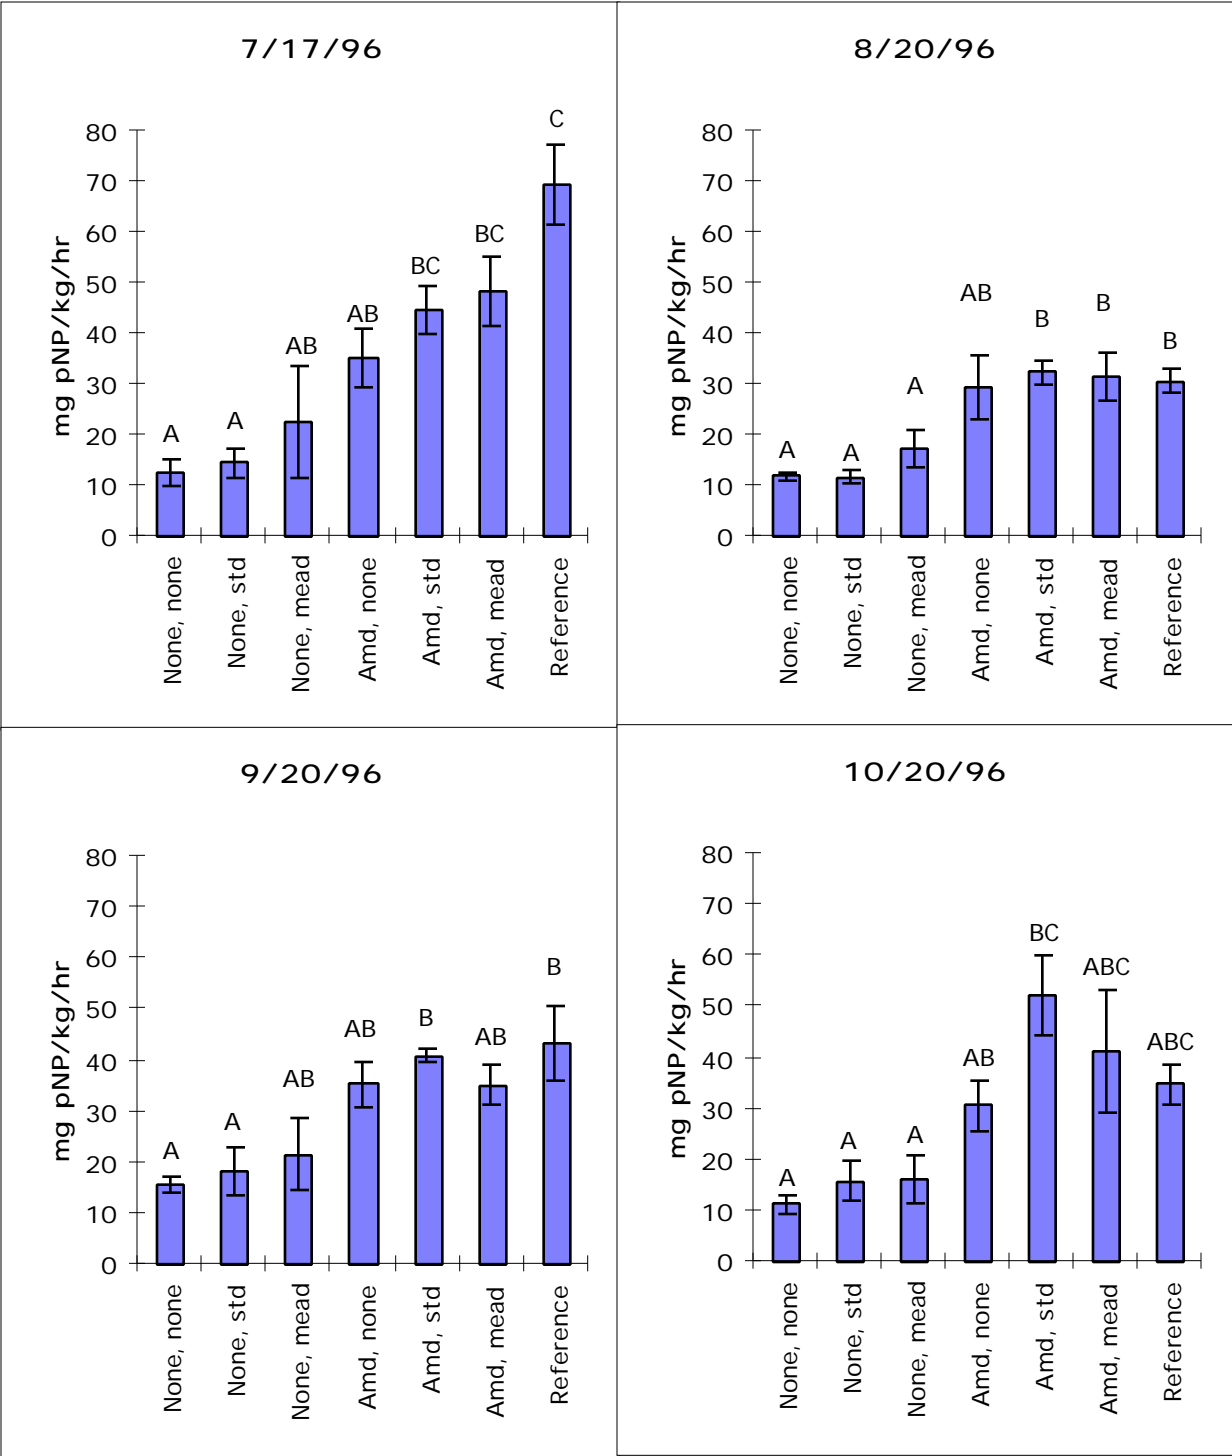 7/17/96
mg pNP/kg/hr
80
70
60
50
40
30
20
10
0
A
A
AB
AB
BC
BC
C
None, none
None, std
None, mead
Amd, none
Amd, std
Amd, mead
Reference
8/20/96
mg pNP/kg/hr
80
70
60
50
40
30
20
10
0
A
A
A
AB
B
B
B
None, none
None, std
None, mead
Amd, none
Amd, std
Amd, mead
Reference
9/20/96
mg pNP/kg/hr
80
70
60
50
40
30
20
10
0
A
A
AB
AB
B
AB
B
None, none
None, std
None, mead
Amd, none
Amd, std
Amd, mead
Reference
10/20/96
mg pNP/kg/hr
80
70
60
50
40
30
20
10
0
A
A
A
AB
BC
ABC
ABC
None, none
None, std
None, mead
Amd, none
Amd, std
Amd, mead
Reference